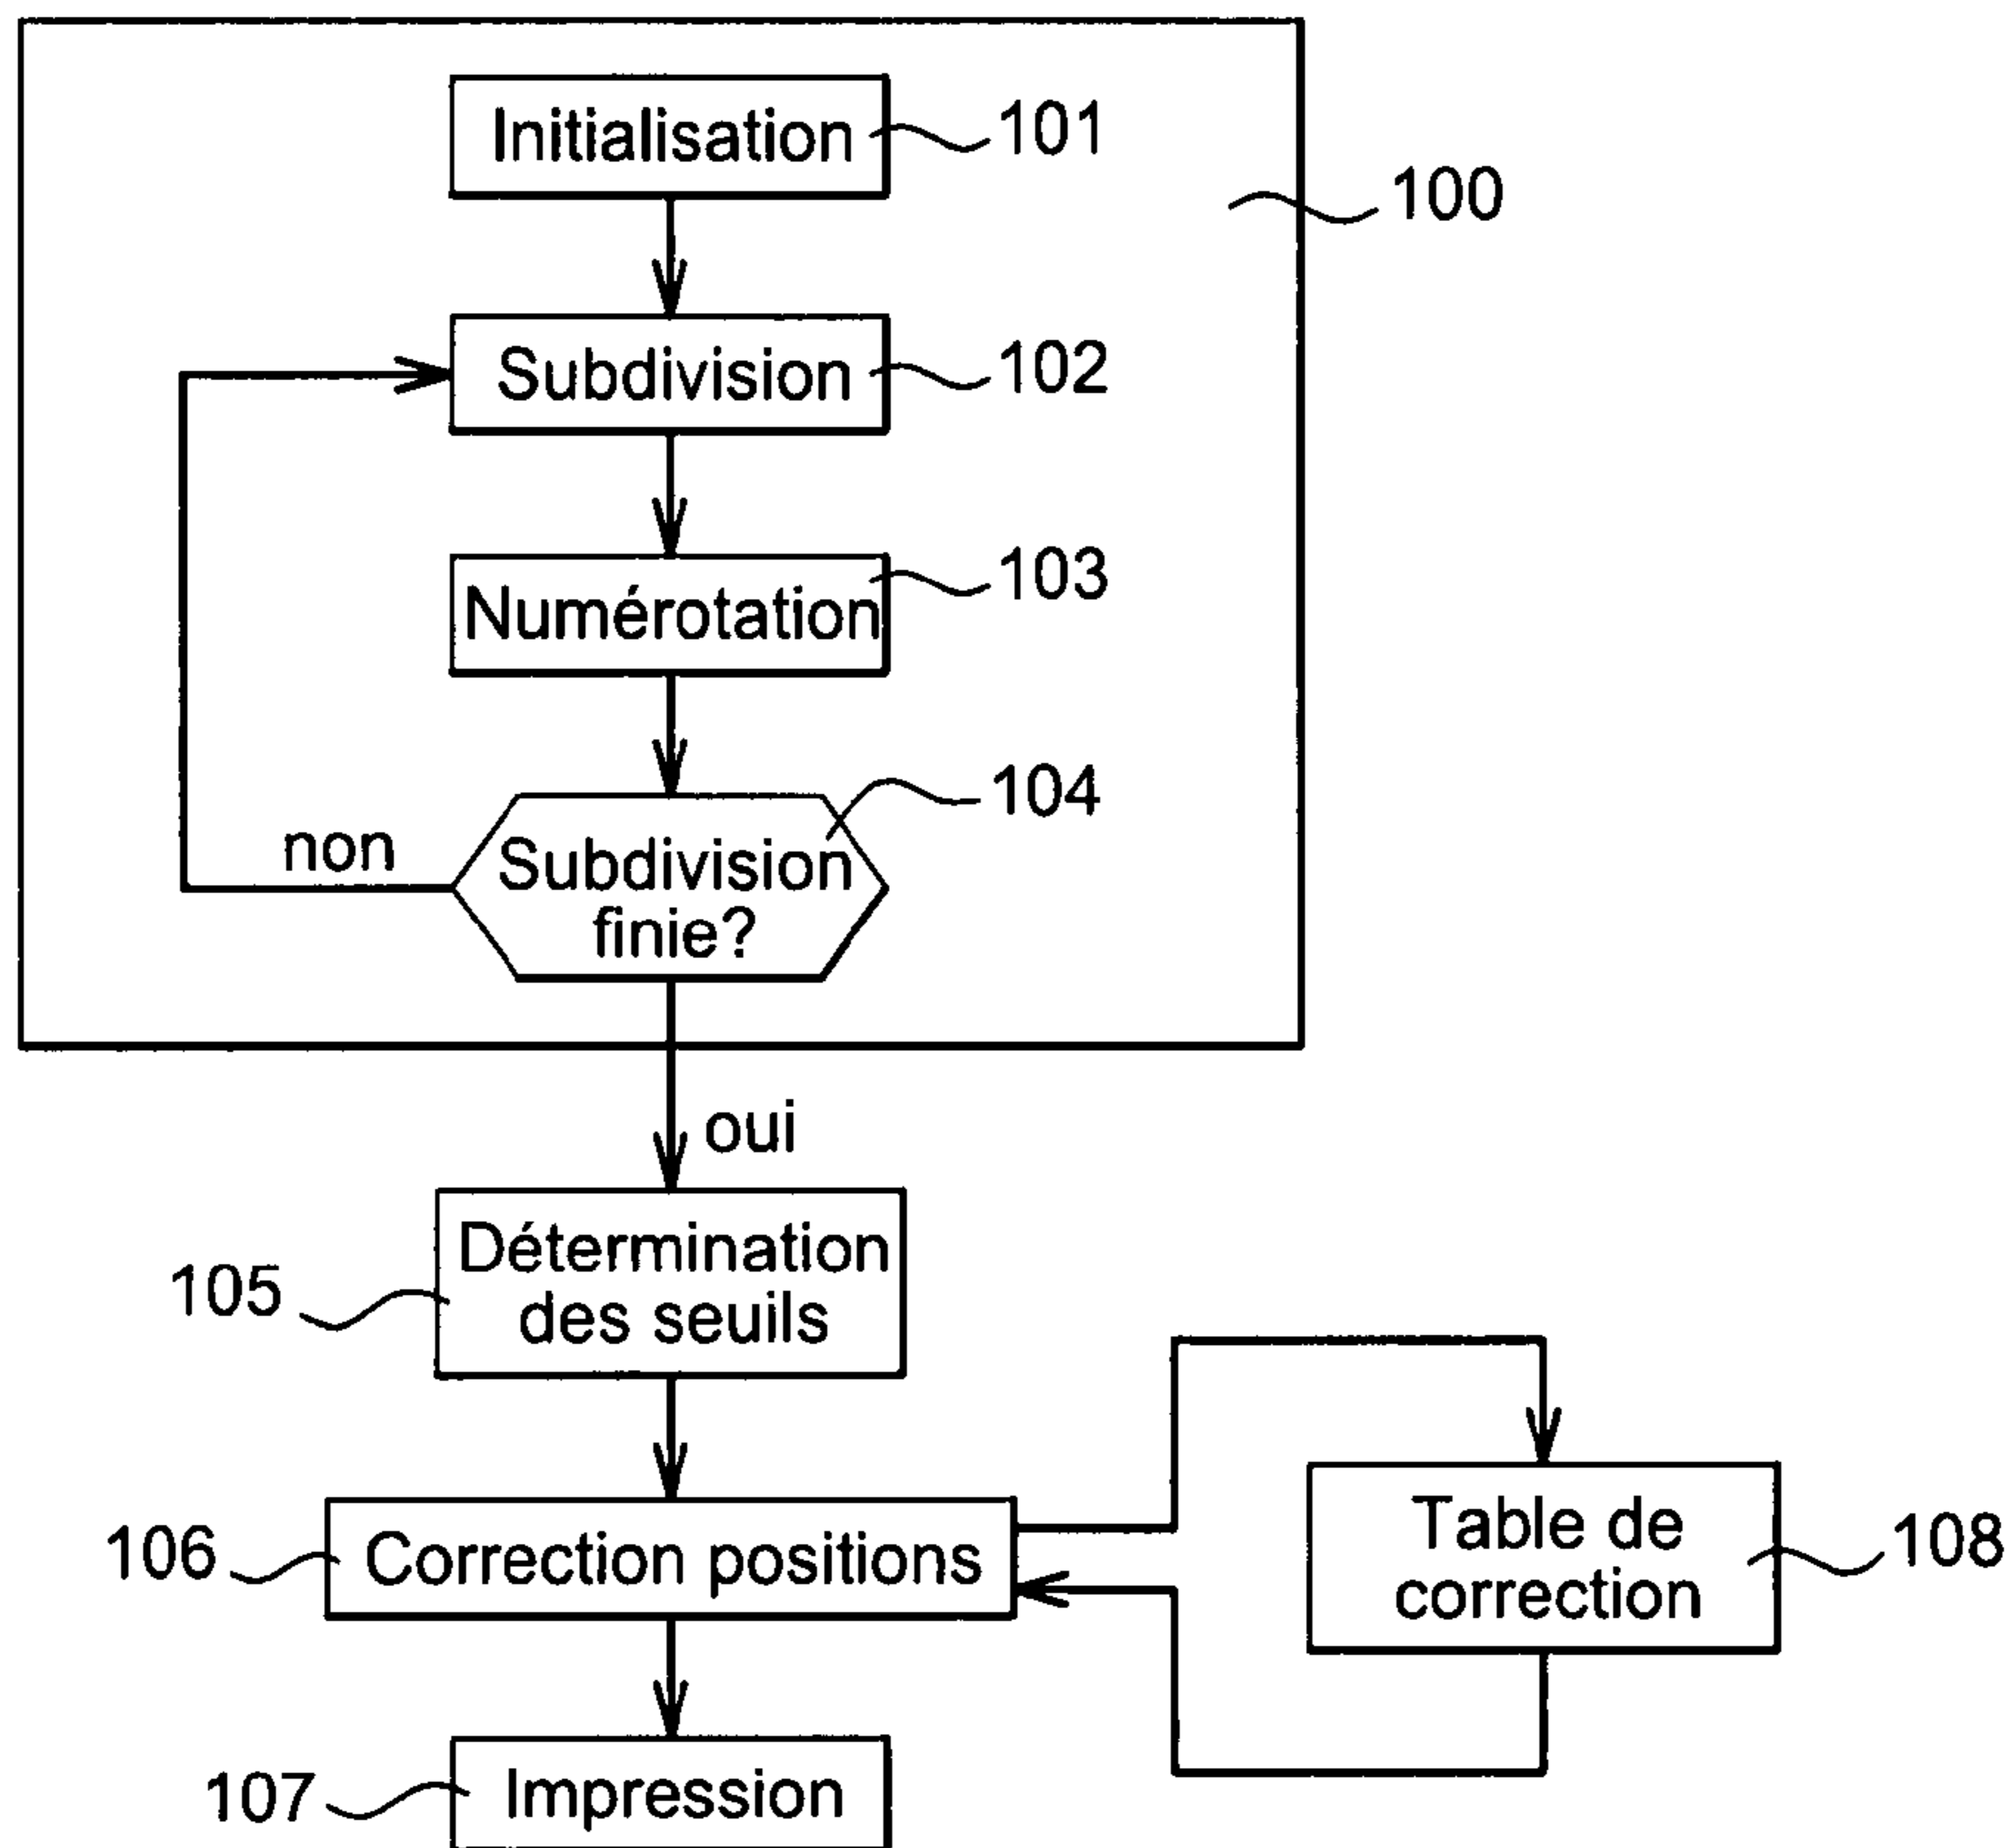 Initialisation
101
100
Subdivision
102
Numérotation
103
104
non
Subdivision
finie?
oui
Détermination
des seuils
105
106
Correction positions
Table de
correction
108
107
Impression